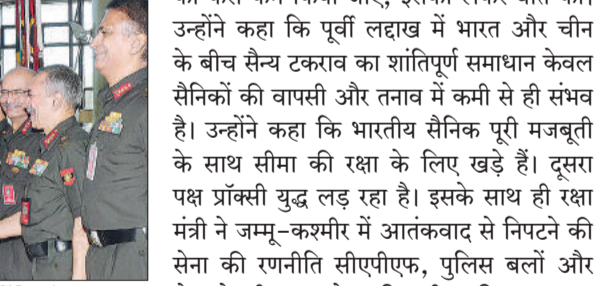 उन्होंने कहा कि पूर्वी लद्दाख में भारत और चीन
के बीच सैन्य टकराव का शांतिपूर्ण समाधान केवल
सैनिकों की वापसी और तनाव में कमी से ही संभव
है। उन्होंने कहा कि भारतीय सैनिक पूरी मजबूती
के साथ सीमा की रक्षा के लिए खड़े हैं। दूसरा
पक्ष प्रॉक्सी युद्ध लड़ रहा है। इसके साथ ही रक्षा
मंत्री ने जम्मू-कश्मीर में आतंकवाद से निपटने की
सेना की रणनीति सीएपीएफ, पुलिस बलों और